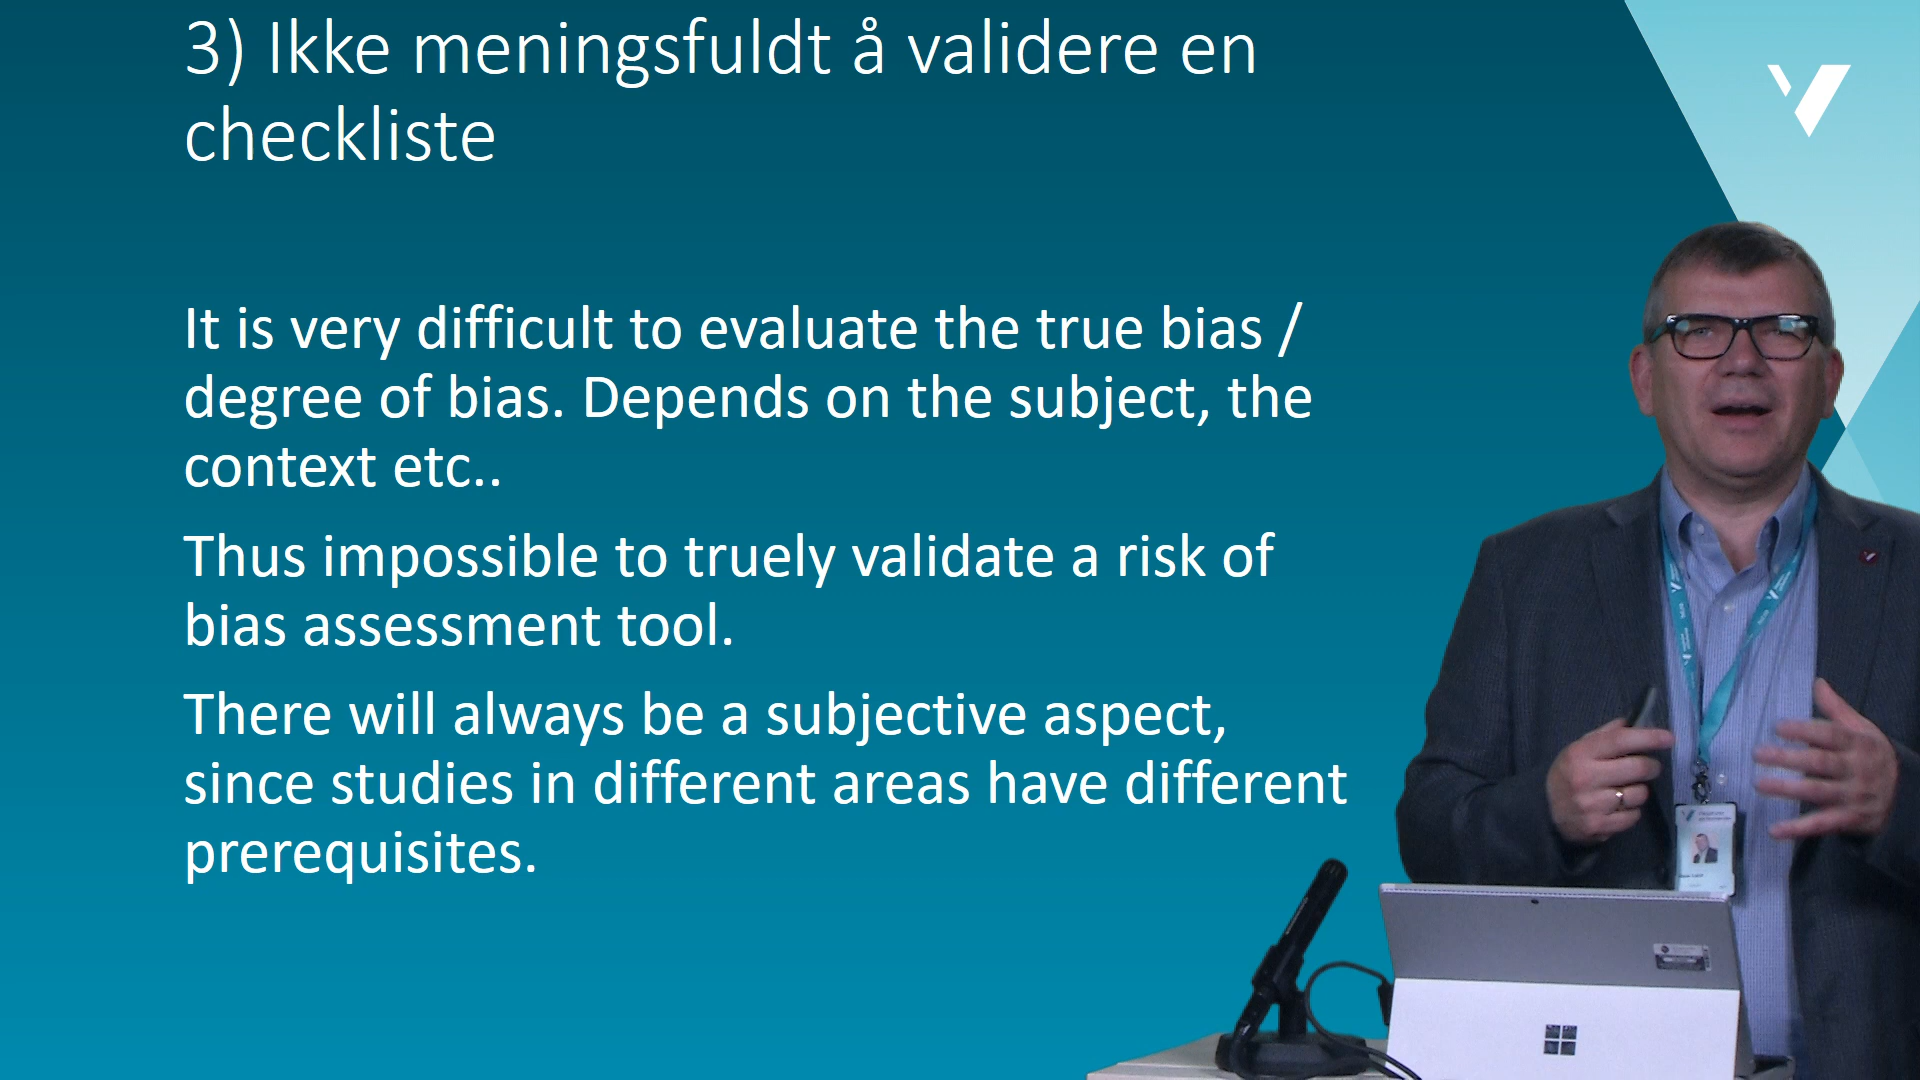 3) Ikke meningsfuldt å validere en
checkliste
It is very difficult to evaluate the true bias /
degree of bias. Depends on the subject, the
context etc..
Thus impossible to truely validate a risk of
bias assessment tool.
There will always be a subjective aspect,
since studies in different areas have different
prerequisites.